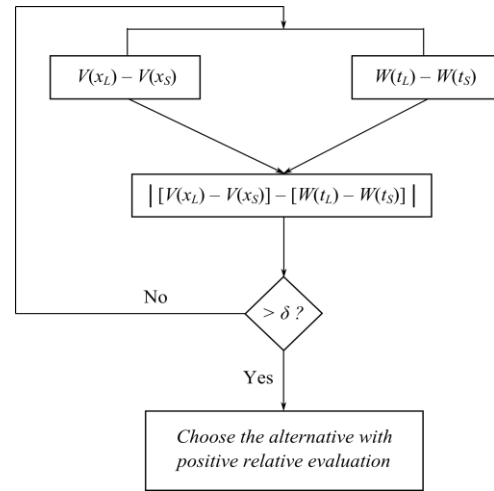 V(x_L) – V(x_S)
W(t_L) – W(t_S)
| [V(x_L) – V(x_S)] – [W(t_L) – W(t_S)] |
No
> δ ?
Yes
Choose the alternative with
positive relative evaluation